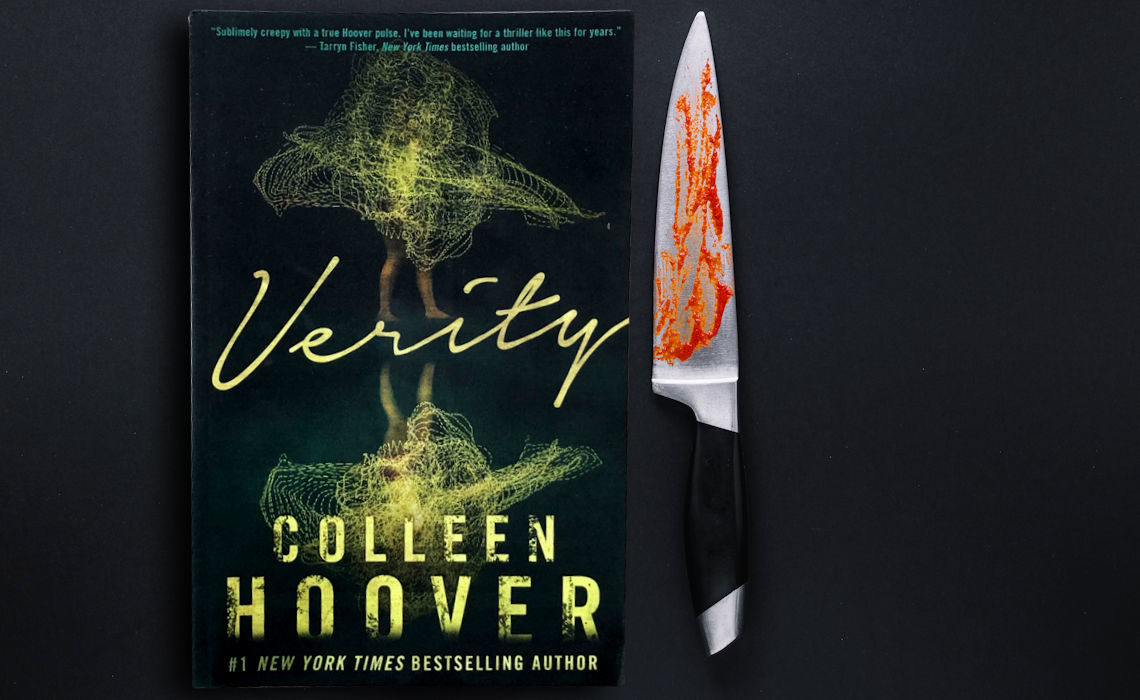 “Sublimely creepy with a true Hoover pulse. I've been waiting for a thriller like this for years.”
— Tarryn Fisher, New York Times bestselling author
Verity
COLLEEN
HOOVER
#1 NEW YORK TIMES BESTSELLING AUTHOR